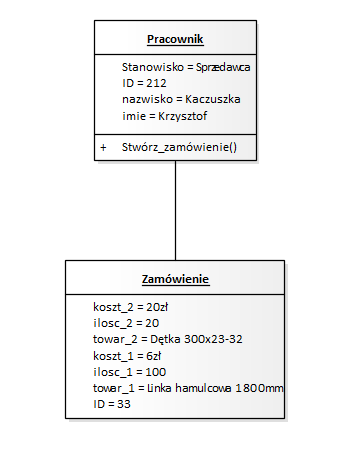 Pracownik
Stanowisko = Sprzedawca
ID = 212
nazwisko = Kaczuszka
imie = Krzysztof
+ Stwórz_zamówienie()
Zamówienie
koszt_2 = 20zł
ilosc_2 = 20
towar_2 = Dętka 300x23-32
koszt_1 = 6zł
ilosc_1 = 100
towar_1 = Linka hamulcowa 1800mm
ID = 33